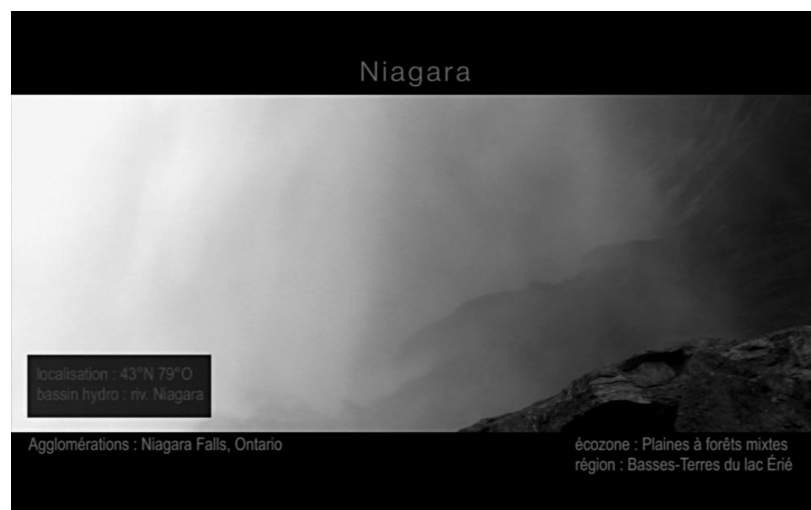 Niagara
localisation : 43°N 79°O
bassin hydro : riv. Niagara
Agglomérations : Niagara Falls, Ontario
écozone : Plaines à forêts mixtes
région : Basses-Terres du lac Érié